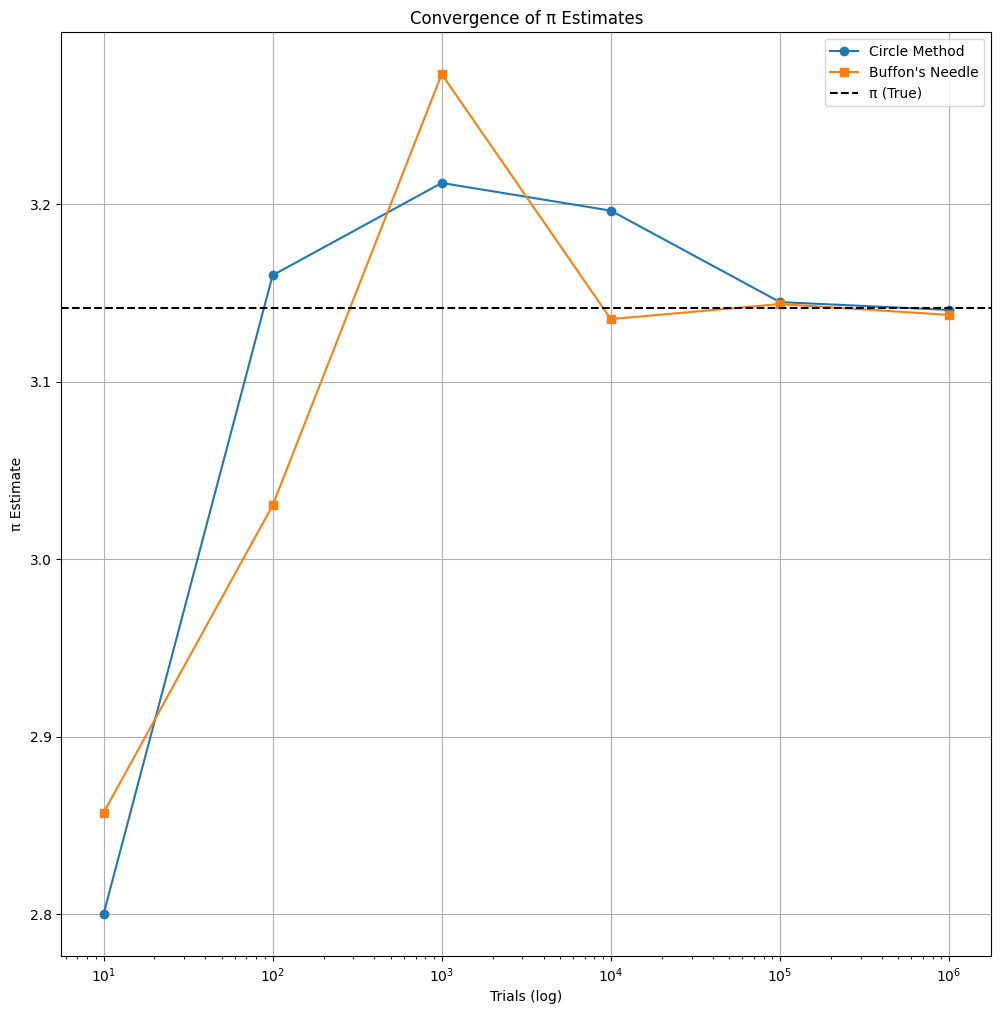 Convergence of π Estimates
Circle Method
Buffon's Needle
π (True)
π Estimate
3.2
3.1
3.0
2.9
2.8
10¹
10²
10³
10⁴
10⁵
10⁶
Trials (log)